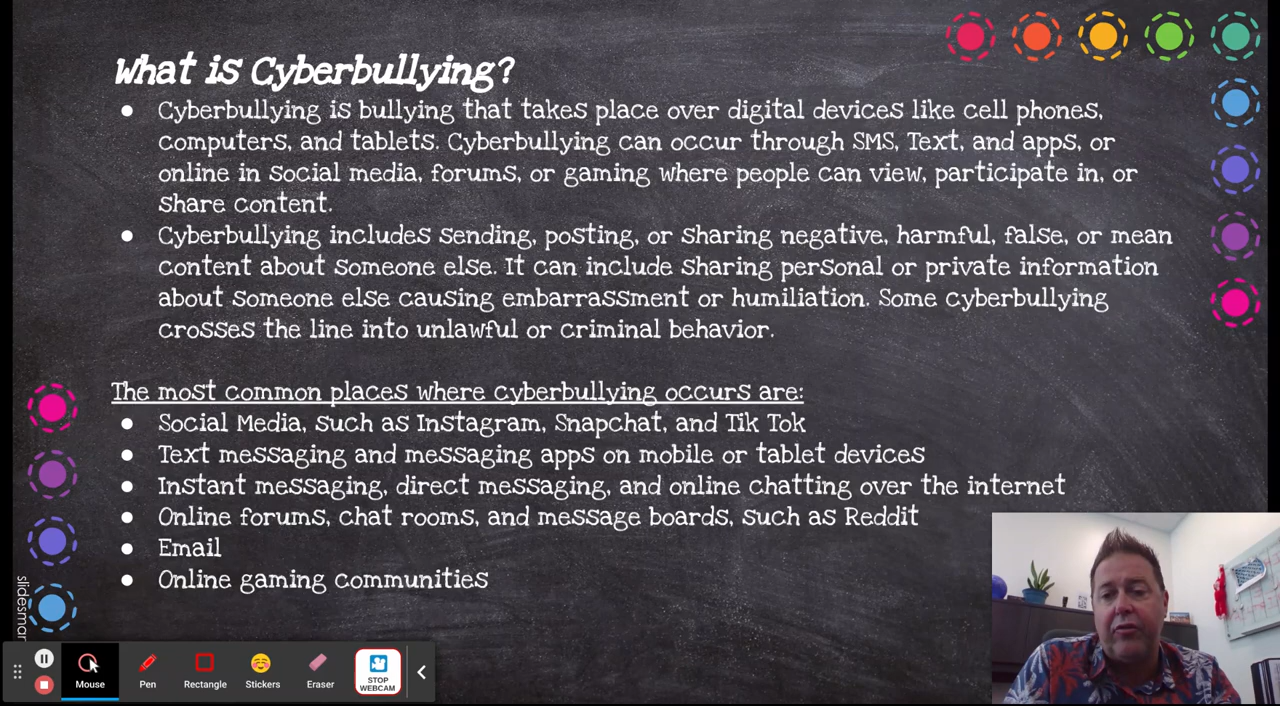 What is Cyberbullying?
● Cyberbullying is bullying that takes place over digital devices like cell phones,
computers, and tablets. Cyberbullying can occur through SMS, Text, and apps, or
online in social media, forums, or gaming where people can view, participate in, or
share content.
● Cyberbullying includes sending, posting, or sharing negative, harmful, false, or mean
content about someone else. It can include sharing personal or private information
about someone else causing embarrassment or humiliation. Some cyberbullying
crosses the line into unlawful or criminal behavior.
The most common places where cyberbullying occurs are:
● Social Media, such as Instagram, Snapchat, and Tik Tok
● Text messaging and messaging apps on mobile or tablet devices
● Instant messaging, direct messaging, and online chatting over the internet
● Online forums, chat rooms, and message boards, such as Reddit
● Email
● Online gaming communities
slidesmar
Mouse
Pen
Rectangle
Stickers
Eraser
STOP
WEBCAM